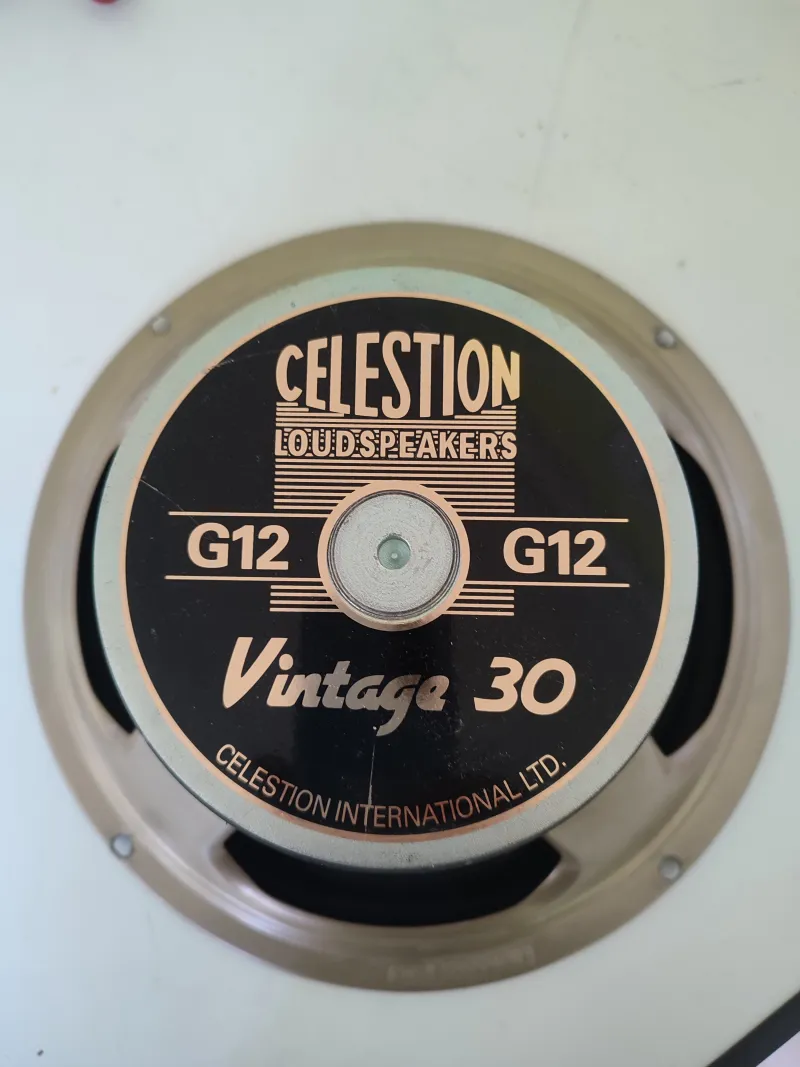 CELESTION
LOUDSPEAKERS
G12 G12
Vintage 30
CELESTION INTERNATIONAL LTD.